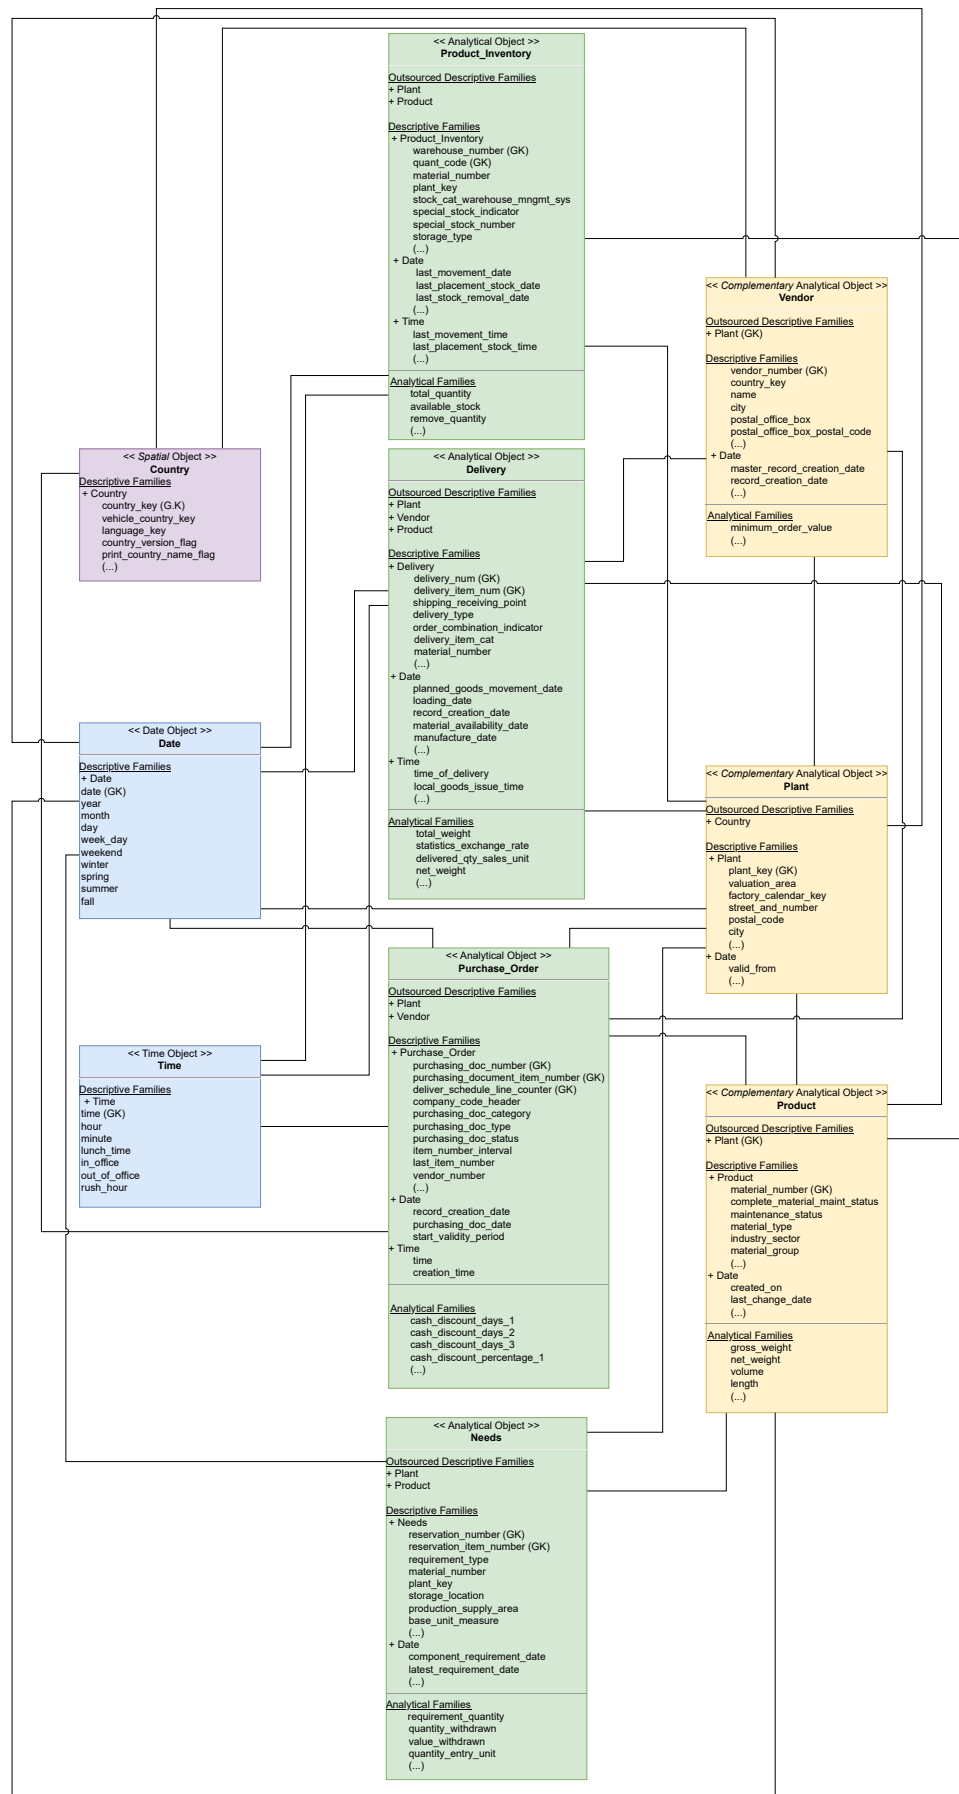 << Analytical Object >>
Product_Inventory
Outsourced Descriptive Families
+ Plant
+ Product
Descriptive Families
+ Product_Inventory
warehouse_number (GK)
quant_code (GK)
material_number
plant_key
stock_cat_warehouse_mngmt_sys
special_stock_indicator
special_stock_number
storage_type
(...)
+ Date
last_movement_date
last_placement_stock_date
last_stock_removal_date
(...)
+ Time
last_movement_time
last_placement_stock_time
(...)
Analytical Families
total_quantity
available_stock
remove_quantity
(...)
<< Complementary Analytical Object >>
Vendor
Outsourced Descriptive Families
+ Plant (GK)
Descriptive Families
vendor_number (GK)
country_key
name
city
postal_office_box
postal_office_box_postal_code
(...)
+ Date
master_record_creation_date
record_creation_date
(...)
Analytical Families
minimum_order_value
(...)
<< Spatial Object >>
Country
Descriptive Families
+ Country
country_key (G.K)
vehicle_country_key
language_key
country_version_flag
print_country_name_flag
(...)
<< Analytical Object >>
Delivery
Outsourced Descriptive Families
+ Plant
+ Vendor
+ Product
Descriptive Families
+ Delivery
delivery_num (GK)
delivery_item_num (GK)
shipping_receiving_point
delivery_type
order_combination_indicator
delivery_item_cat
material_number
(...)
+ Date
planned_goods_movement_date
loading_date
record_creation_date
material_availability_date
manufacture_date
(...)
+ Time
time_of_delivery
local_goods_issue_time
(...)
Analytical Families
total_weight
statistics_exchange_rate
delivered_qty_sales_unit
net_weight
(...)
<< Date Object >>
Date
Descriptive Families
+ Date
date (GK)
year
month
day
week_day
weekend
winter
spring
summer
fall
<< Complementary Analytical Object >>
Plant
Outsourced Descriptive Families
+ Country
Descriptive Families
+ Plant
plant_key (GK)
valuation_area
factory_calendar_key
street_and_number
postal_code
city
(...)
+ Date
valid_from
(...)
<< Analytical Object >>
Purchase_Order
Outsourced Descriptive Families
+ Plant
+ Vendor
Descriptive Families
+ Purchase_Order
purchasing_doc_number (GK)
purchasing_document_item_number (GK)
deliver_schedule_line_counter (GK)
company_code_header
purchasing_doc_category
purchasing_doc_type
purchasing_doc_status
item_number_interval
last_item_number
vendor_number
(...)
+ Date
record_creation_date
purchasing_doc_date
start_validity_period
+ Time
time
creation_time
Analytical Families
cash_discount_days_1
cash_discount_days_2
cash_discount_days_3
cash_discount_percentage_1
(...)
<< Time Object >>
Time
Descriptive Families
+ Time
time (GK)
hour
minute
lunch_time
in_office
out_of_office
rush_hour
<< Complementary Analytical Object >>
Product
Outsourced Descriptive Families
+ Plant (GK)
Descriptive Families
+ Product
material_number (GK)
complete_material_maint_status
maintenance_status
material_type
industry_sector
material_group
(...)
+ Date
created_on
last_change_date
(...)
Analytical Families
gross_weight
net_weight
volume
length
(...)
<< Analytical Object >>
Needs
Outsourced Descriptive Families
+ Plant
+ Product
Descriptive Families
+ Needs
reservation_number (GK)
reservation_item_number (GK)
requirement_type
material_number
plant_key
storage_location
production_supply_area
base_unit_measure
(...)
+ Date
component_requirement_date
latest_requirement_date
(...)
Analytical Families
requirement_quantity
quantity_withdrawn
value_withdrawn
quantity_entry_unit
(...)